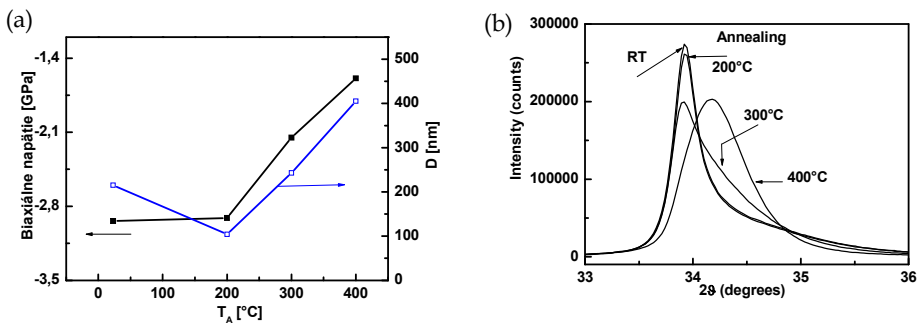 (a)
Biaxiálne napätie [GPa]
-1,4
-2,1
-2,8
-3,5
0 100 200 300 400
T_A [°C]
500
400
300
200
100
0
D [nm]
(b)
Intensity (counts)
300000
200000
100000
0
Annealing
RT
200°C
300°C
400°C
33 34 35 36
2ϑ (degrees)